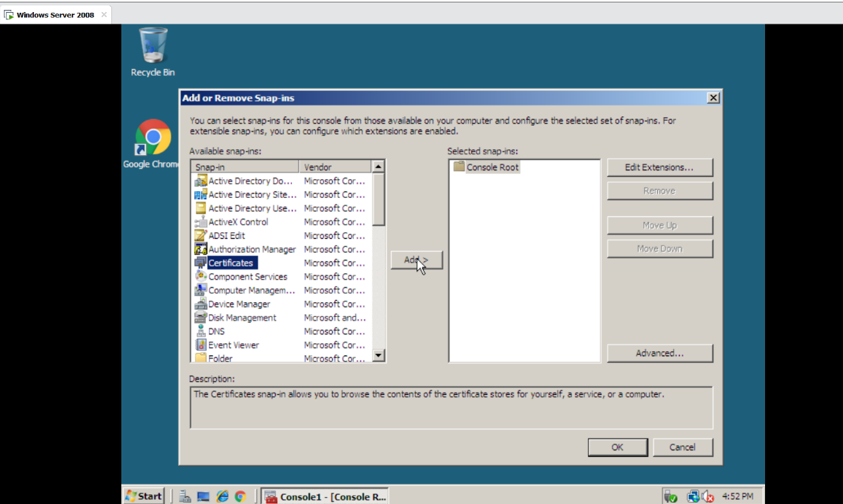 Windows Server 2008
Recycle Bin
Google Chrom
Add or Remove Snap-ins
You can select snap-ins for this console from those available on your computer and configure the selected set of snap-ins. For
extensible snap-ins, you can configure which extensions are enabled.
Available snap-ins:
Selected snap-ins:
Snap-in Vendor
Active Directory Do... Microsoft Cor...
Active Directory Site... Microsoft Cor...
Active Directory Use... Microsoft Cor...
ActiveX Control Microsoft Cor...
ADSI Edit Microsoft Cor...
Authorization Manager Microsoft Cor...
Certificates Microsoft Cor...
Component Services Microsoft Cor...
Computer Managem... Microsoft Cor...
Device Manager Microsoft Cor...
Disk Management Microsoft and...
DNS Microsoft Cor...
Event Viewer Microsoft Cor...
Folder Microsoft Cor...
Add >
Console Root
Edit Extensions...
Remove
Move Up
Move Down
Advanced...
Description:
The Certificates snap-in allows you to browse the contents of the certificate stores for yourself, a service, or a computer.
OK
Cancel
Start
Console1 - [Console R...
4:52 PM